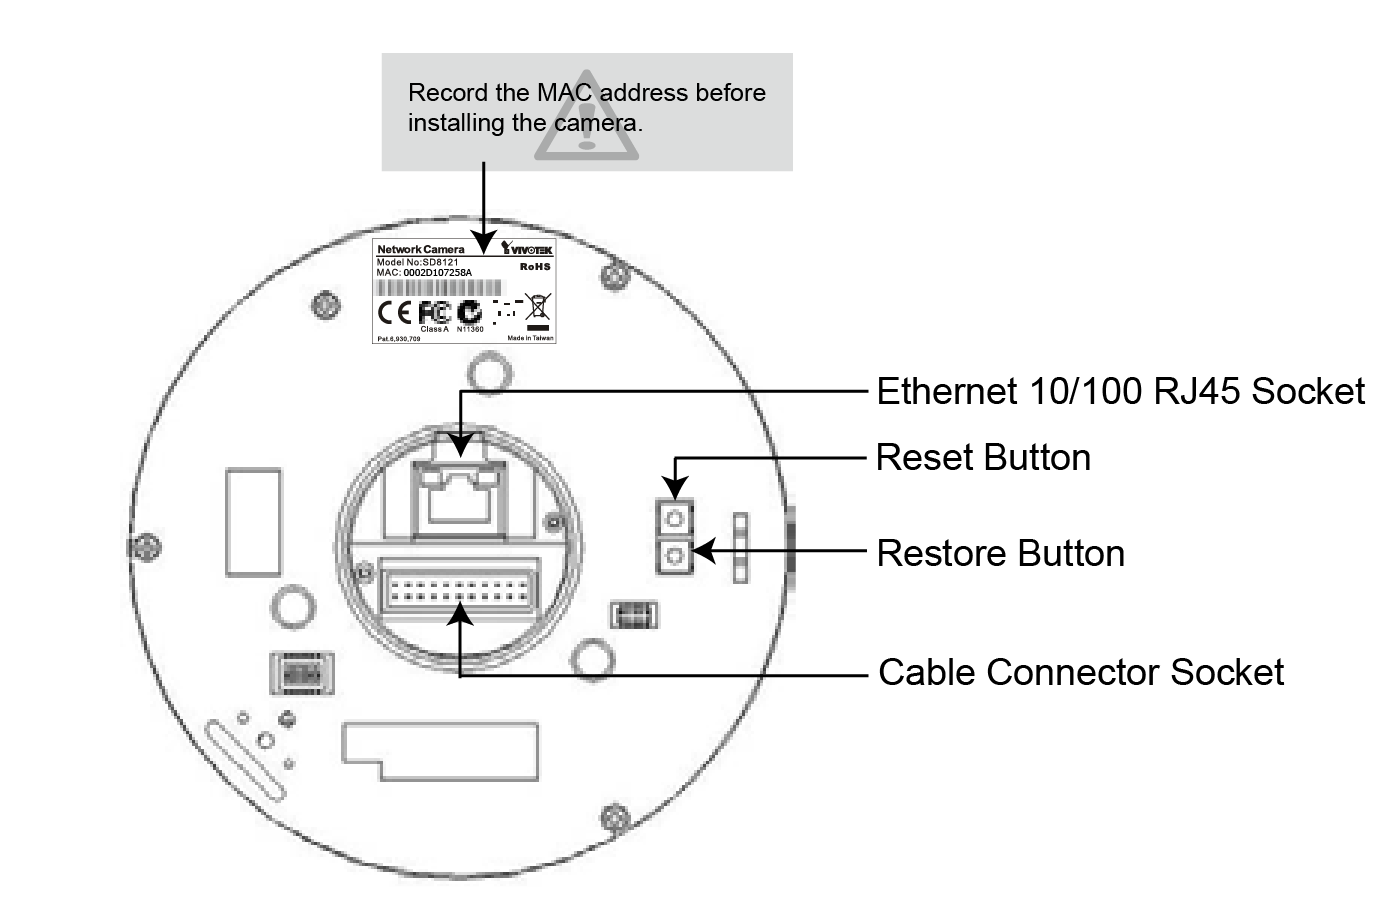 Record the MAC address before
installing the camera.
Network Camera VIVOTEK
Model No:SD8121
RoHS
MAC: 0002D107258A
CE FC
Class A N11360
Pat.6,930,709 Made in Taiwan
Ethernet 10/100 RJ45 Socket
Reset Button
Restore Button
Cable Connector Socket